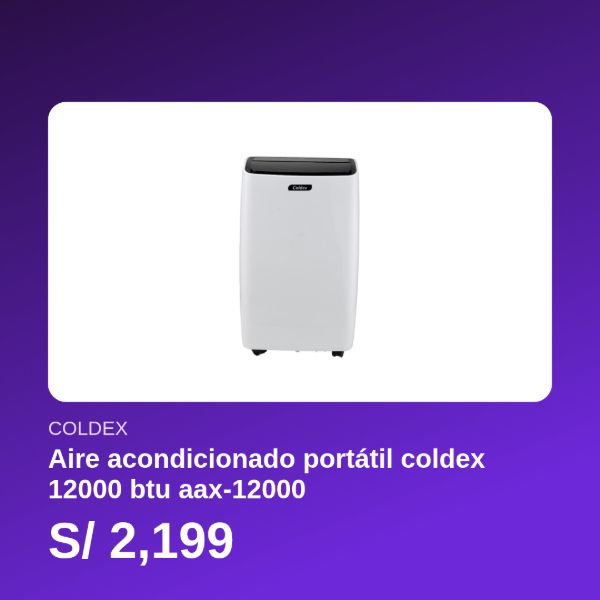 Coldex
COLDEX
Aire acondicionado portátil coldex
12000 btu aax-12000
S/ 2,199